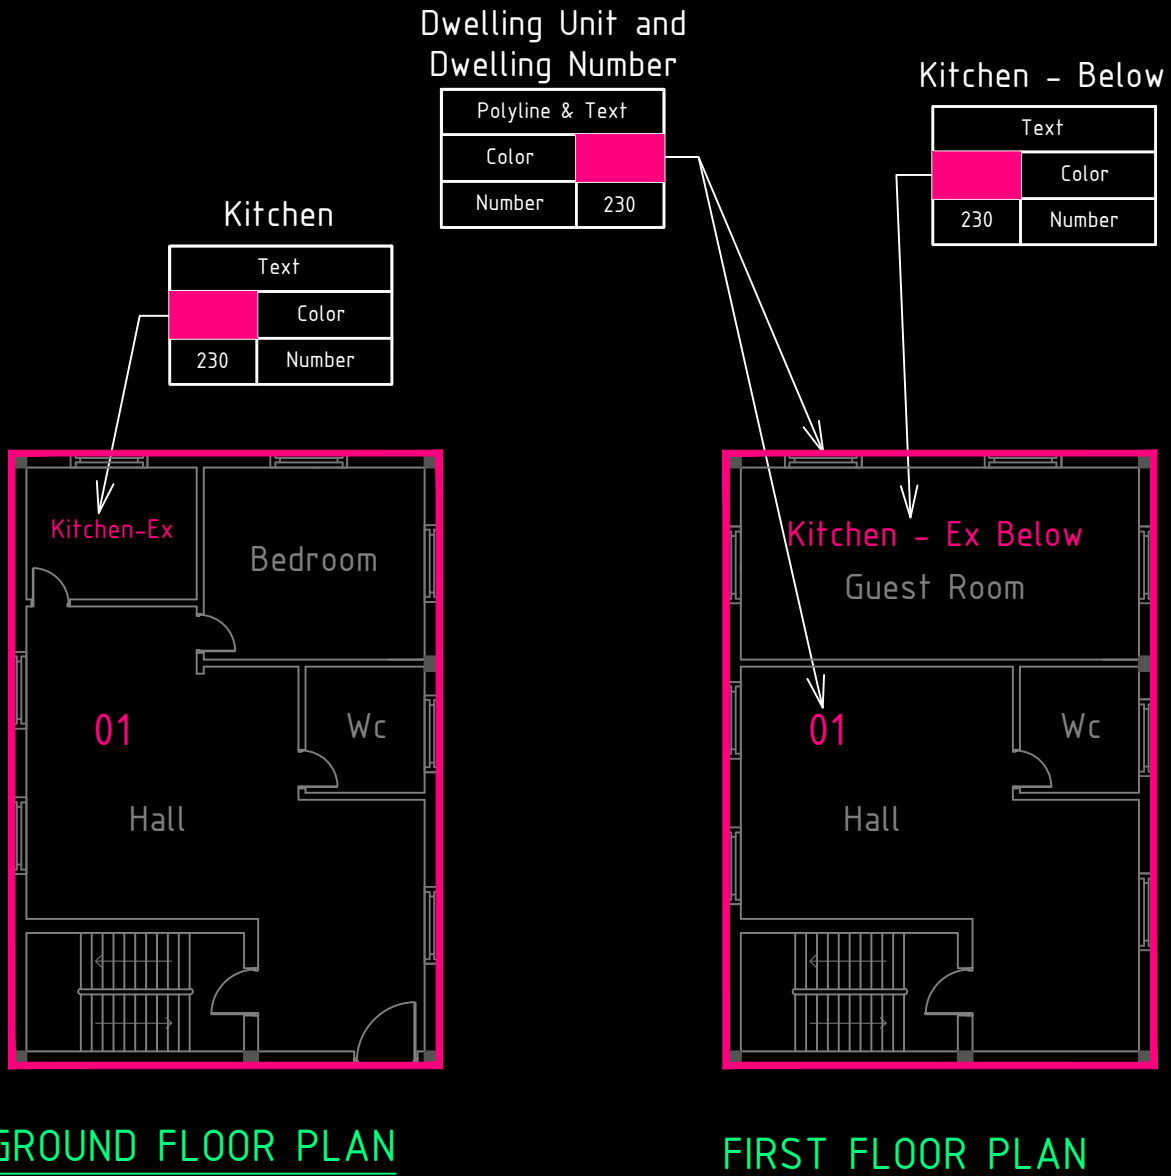 Dwelling Unit and
Dwelling Number
Polyline & Text
Color
Number 230
Kitchen - Below
Text
Color
230 Number
Kitchen
Text
Color
230 Number
Kitchen-Ex
Bedroom
01
Wc
Hall
GROUND FLOOR PLAN
Kitchen - Ex Below
Guest Room
01
Wc
Hall
FIRST FLOOR PLAN